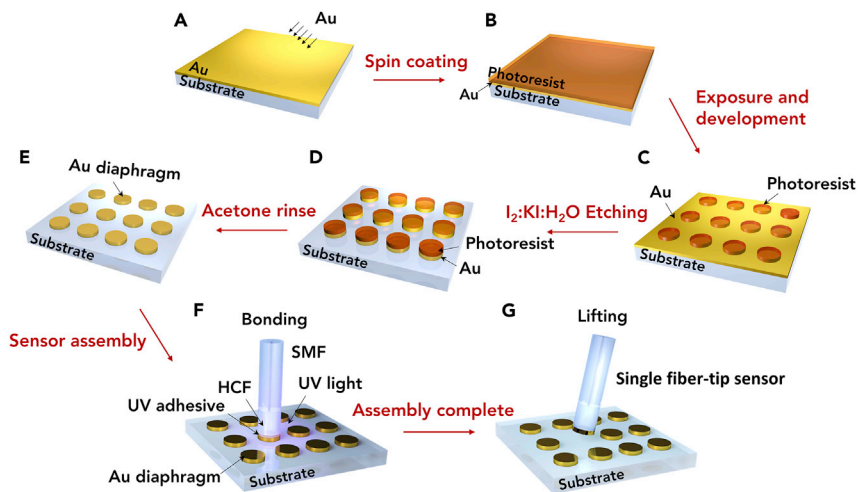 A
Au
Au
Substrate
Spin coating
B
Photoresist
Au
Substrate
Exposure and
development
C
Photoresist
Au
Substrate
I₂:KI:H₂O Etching
D
Photoresist
Au
Substrate
Acetone rinse
E
Au diaphragm
Substrate
Sensor assembly
F
Bonding
SMF
HCF
UV light
UV adhesive
Au diaphragm
Substrate
Assembly complete
G
Lifting
Single fiber-tip sensor
Substrate